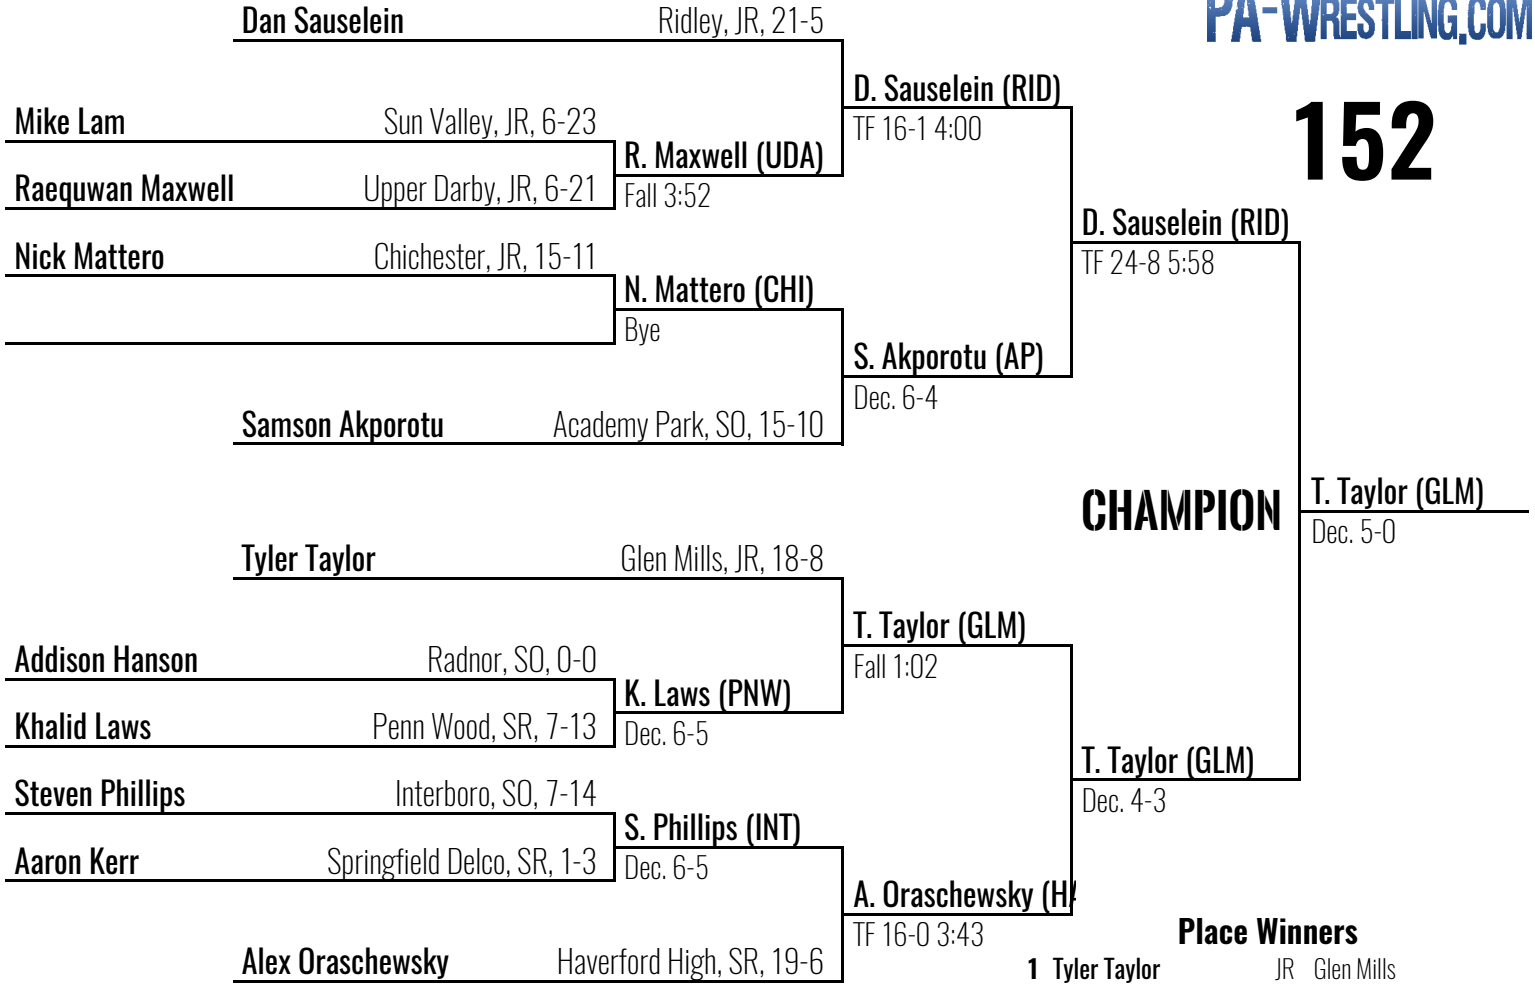 PA-WRESTLING.COM
152
Dan Sauselein Ridley, JR, 21-5
D. Sauselein (RID)
TF 16-1 4:00
Mike Lam Sun Valley, JR, 6-23
R. Maxwell (UDA)
Fall 3:52
Raequwan Maxwell Upper Darby, JR, 6-21
D. Sauselein (RID)
TF 24-8 5:58
Nick Mattero Chichester, JR, 15-11
N. Mattero (CHI)
Bye
S. Akporotu (AP)
Dec. 6-4
Samson Akporotu Academy Park, SO, 15-10
CHAMPION
T. Taylor (GLM)
Dec. 5-0
Tyler Taylor Glen Mills, JR, 18-8
T. Taylor (GLM)
Fall 1:02
Addison Hanson Radnor, SO, 0-0
K. Laws (PNW)
Dec. 6-5
Khalid Laws Penn Wood, SR, 7-13
T. Taylor (GLM)
Dec. 4-3
Steven Phillips Interboro, SO, 7-14
S. Phillips (INT)
Dec. 6-5
Aaron Kerr Springfield Delco, SR, 1-3
A. Oraschewsky (HA
TF 16-0 3:43
Alex Oraschewsky Haverford High, SR, 19-6
Place Winners
1 Tyler Taylor JR Glen Mills